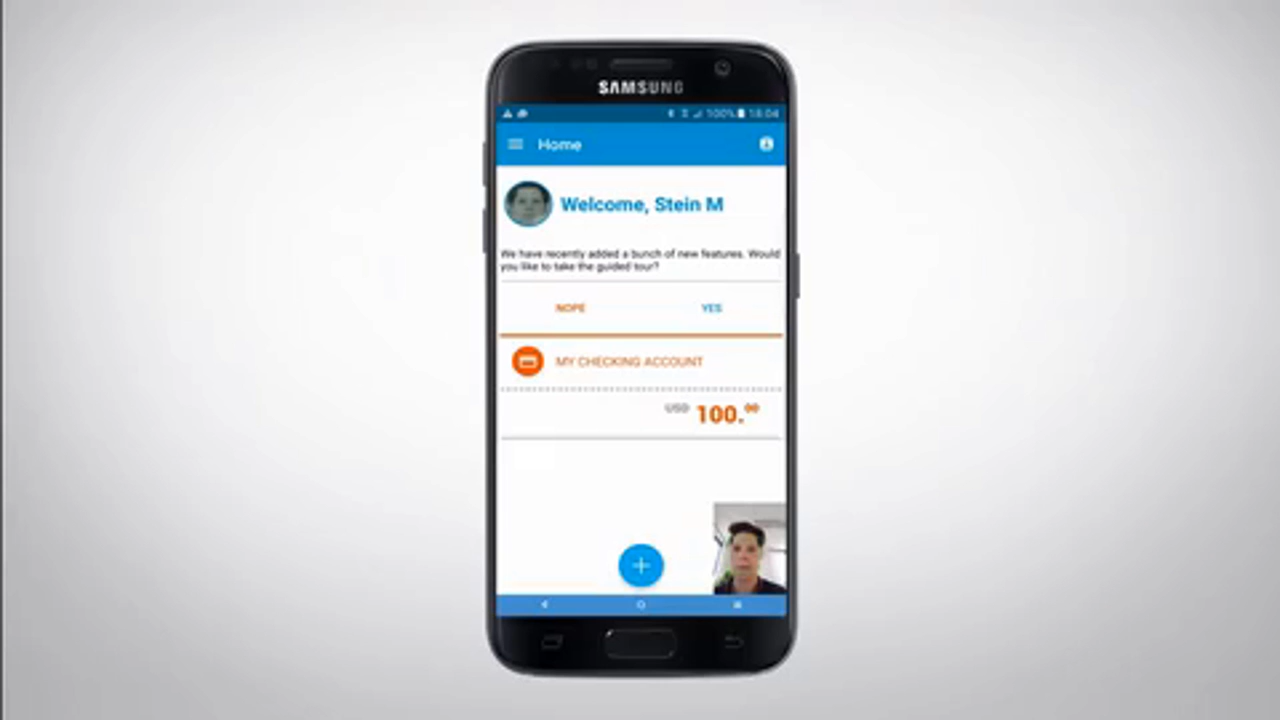 SAMSUNG
100% 18:04
Home
Welcome, Stein M
We have recently added a bunch of new features. Would
you like to take the guided tour?
NOPE YES
MY CHECKING ACCOUNT
USD 100.00